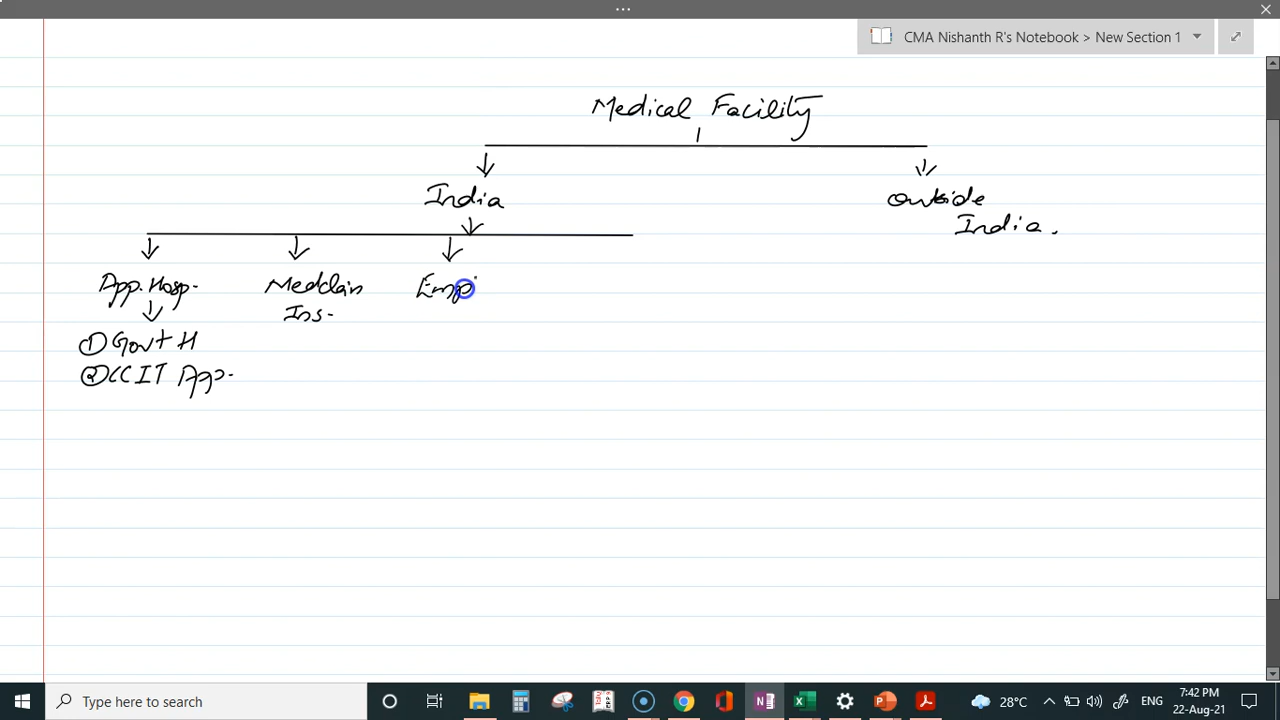 CMA Nishanth R's Notebook > New Section 1
Medical Facility
India
Outside
India.
App. Hosp.
Medclaim
Ins.
Emp
① Govt H
② CCIT App.
Type here to search
28°C
ENG
7:42 PM
22-Aug-21